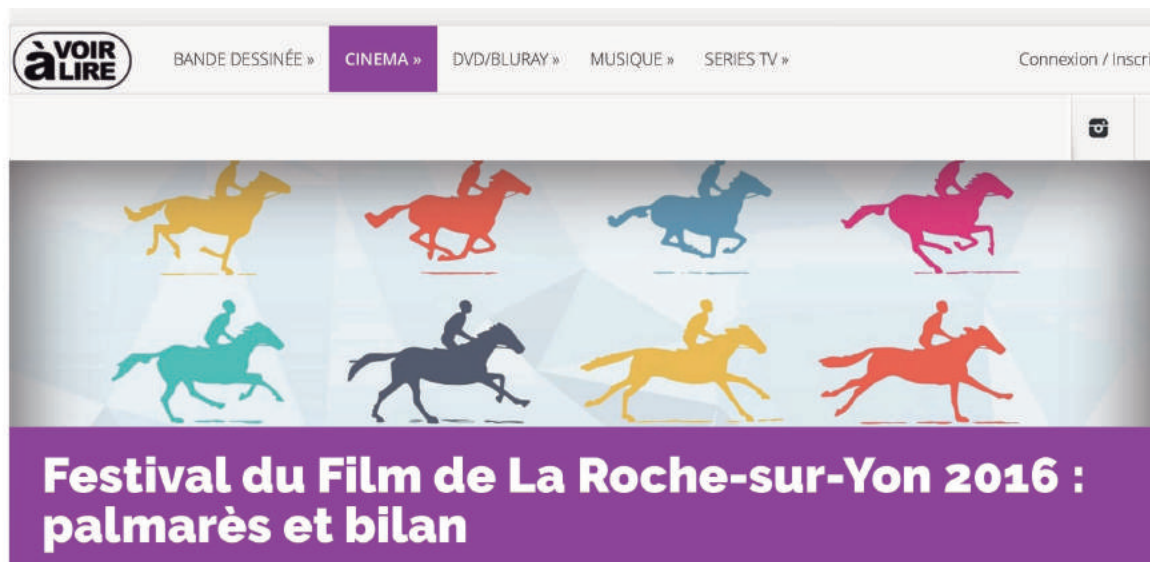 à VOIR
LIRE
BANDE DESSINÉE » CINEMA » DVD/BLURAY » MUSIQUE » SERIES TV » Connexion / Inscri
Festival du Film de La Roche-sur-Yon 2016 :
palmarès et bilan